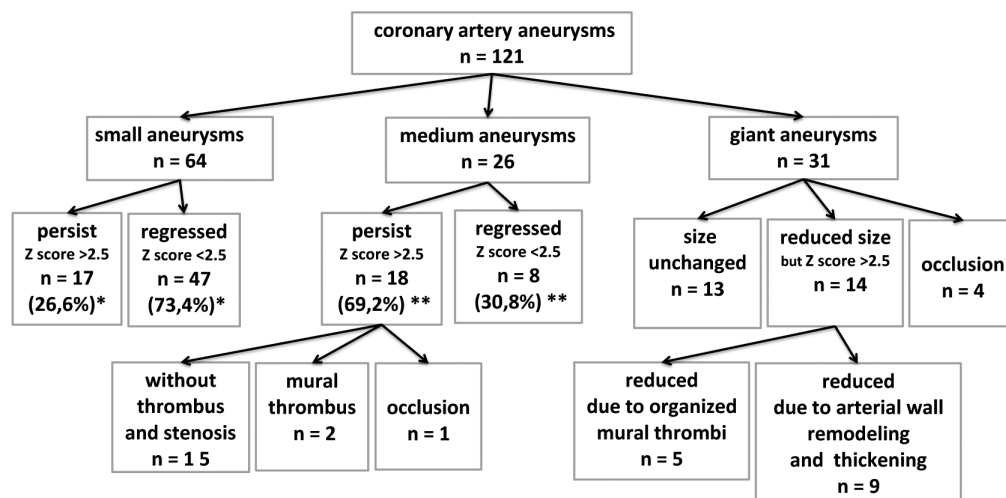 coronary artery aneurysms
n = 121
small aneurysms
n = 64
medium aneurysms
n = 26
giant aneurysms
n = 31
persist
Z score >2.5
n = 17
(26,6%)*
regressed
Z score <2.5
n = 47
(73,4%)*
persist
Z score >2.5
n = 18
(69,2%) **
regressed
Z score <2.5
n = 8
(30,8%) **
size
unchanged
n = 13
reduced size
but Z score >2.5
n = 14
occlusion
n = 4
without
thrombus
and stenosis
n = 1 5
mural
thrombus
n = 2
occlusion
n = 1
reduced
due to organized
mural thrombi
n = 5
reduced
due to arterial wall
remodeling
and thickening
n = 9